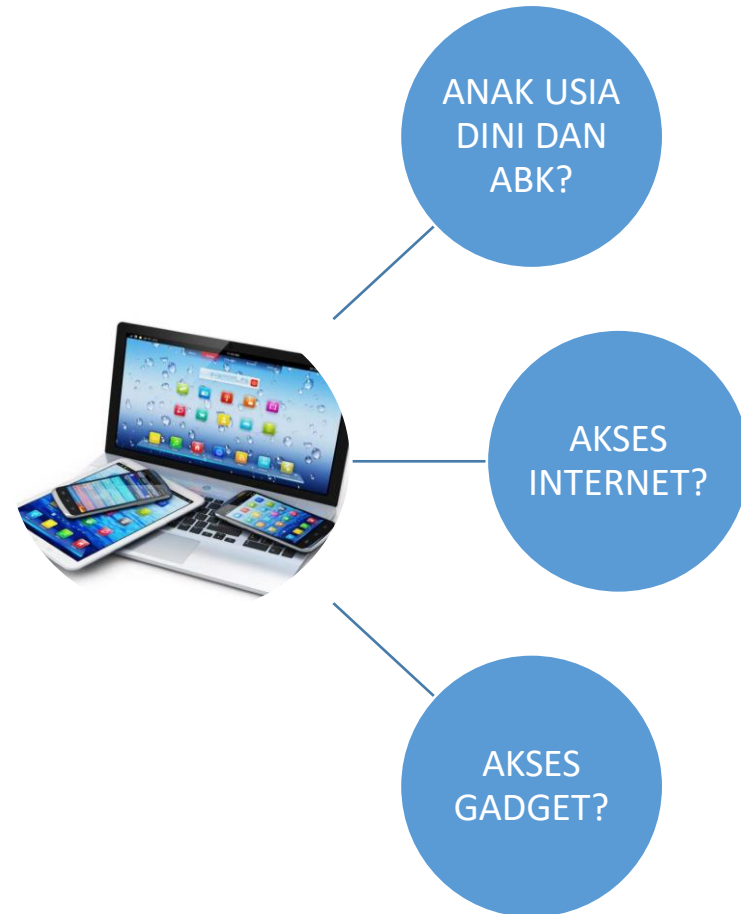 ANAK USIA
DINI DAN
ABK?
AKSES
INTERNET?
AKSES
GADGET?